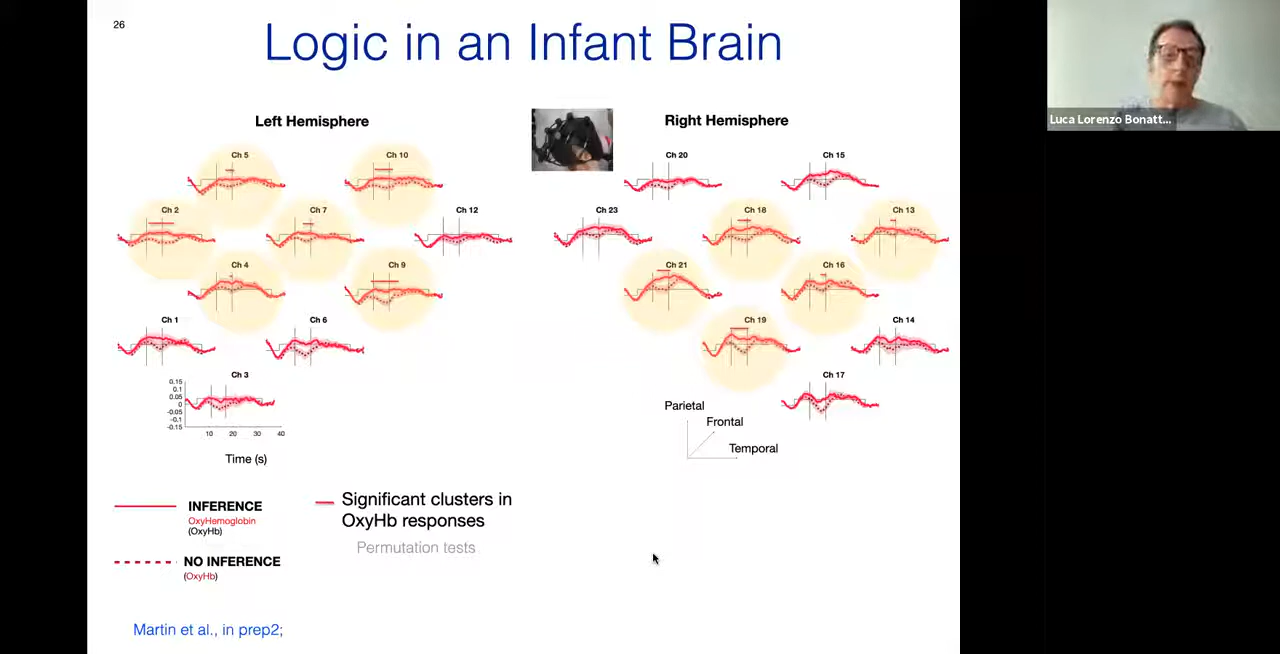 26
Logic in an Infant Brain
Luca Lorenzo Bonatt...
Left Hemisphere
Right Hemisphere
Ch 5
Ch 10
Ch 20
Ch 15
Ch 2
Ch 7
Ch 12
Ch 23
Ch 18
Ch 13
Ch 4
Ch 9
Ch 21
Ch 16
Ch 1
Ch 6
Ch 19
Ch 14
Ch 3
Ch 17
0.15
0.1
0.05
0
-0.05
-0.1
-0.15
10 20 30 40
Time (s)
Parietal
Frontal
Temporal
INFERENCE
OxyHemoglobin
(OxyHb)
NO INFERENCE
(OxyHb)
Significant clusters in
OxyHb responses
Permutation tests
Martin et al., in prep2;